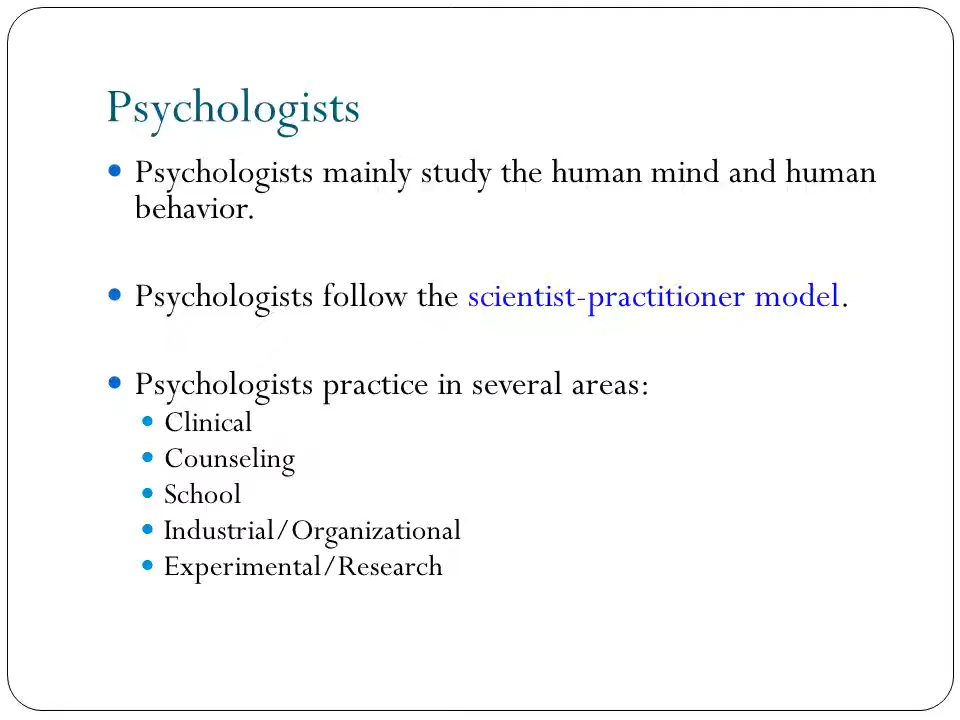 Psychologists
• Psychologists mainly study the human mind and human
behavior.
• Psychologists follow the scientist-practitioner model.
• Psychologists practice in several areas:
• Clinical
• Counseling
• School
• Industrial/Organizational
• Experimental/Research